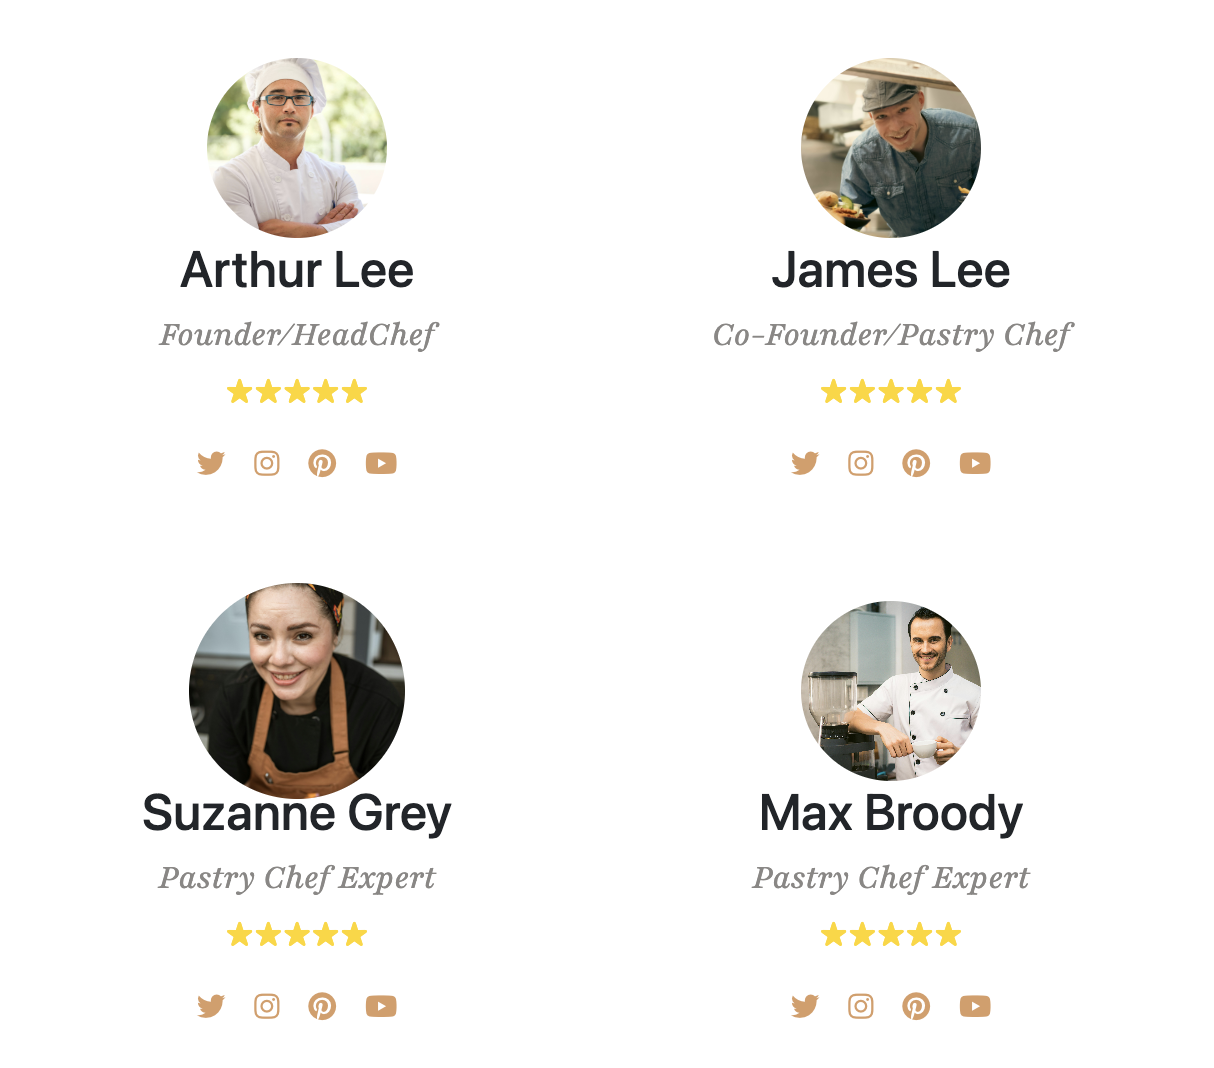 Arthur Lee
Founder/HeadChef
James Lee
Co-Founder/Pastry Chef
Suzanne Grey
Pastry Chef Expert
Max Broody
Pastry Chef Expert